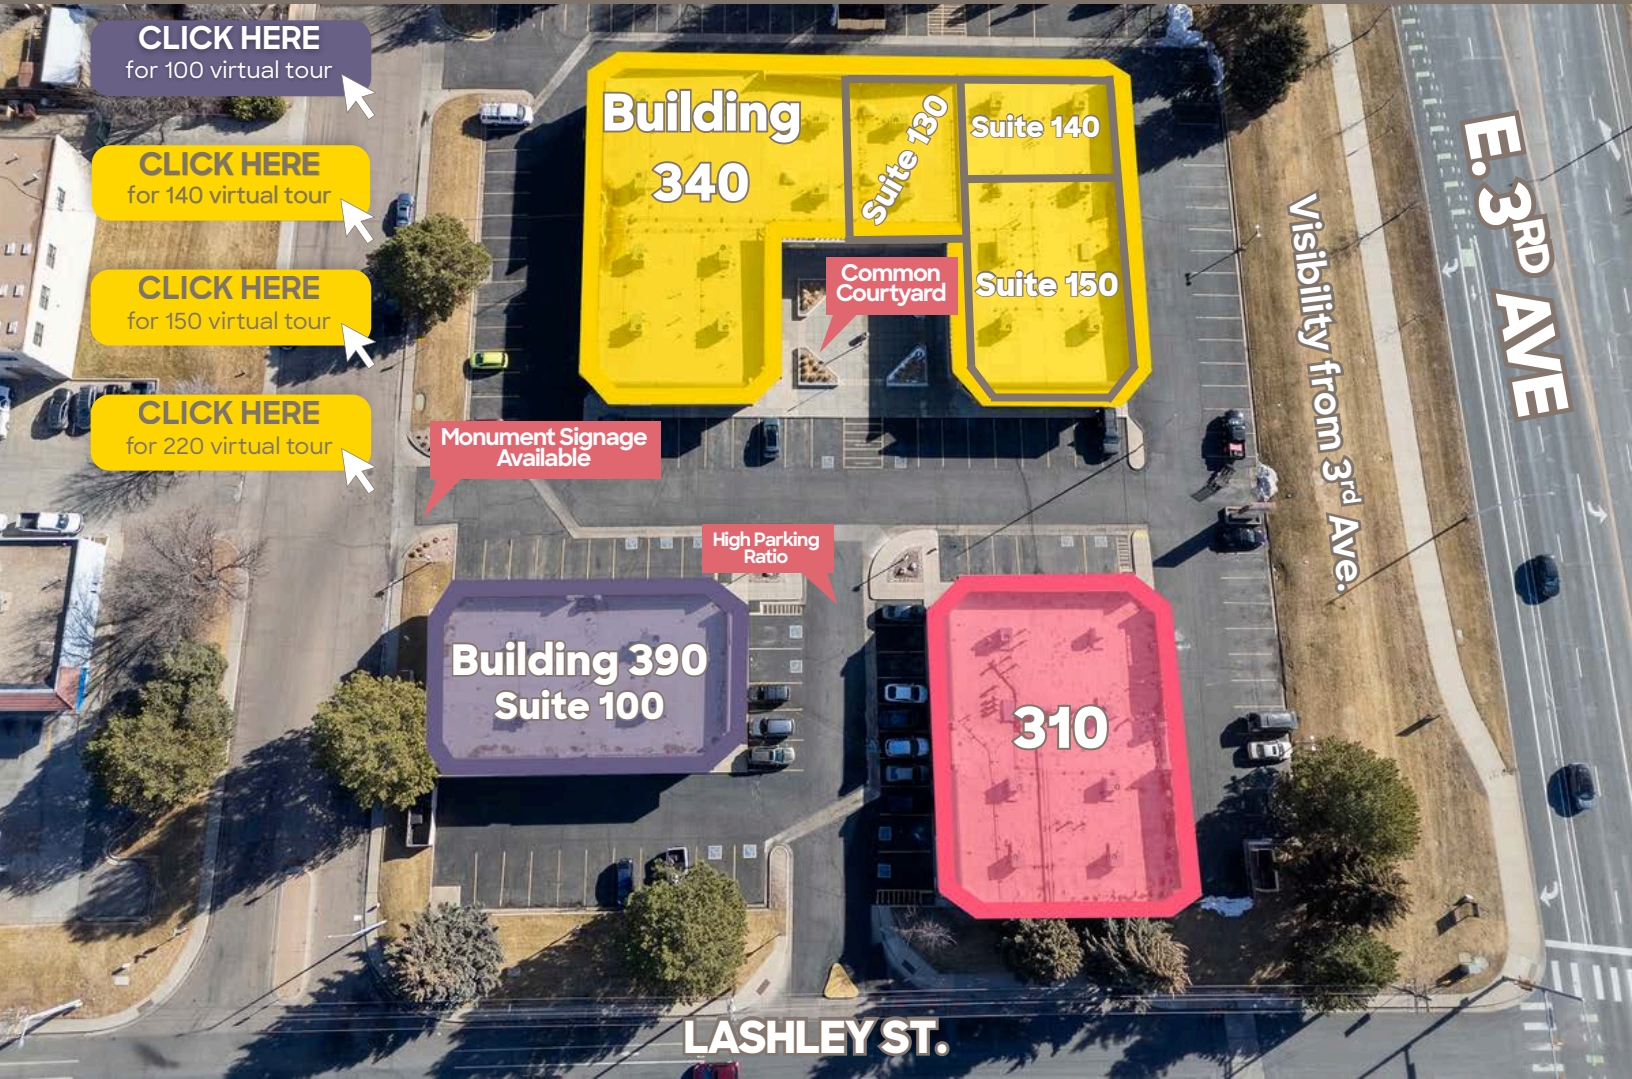 CLICK HERE
for 100 virtual tour
CLICK HERE
for 140 virtual tour
CLICK HERE
for 150 virtual tour
CLICK HERE
for 220 virtual tour
Building
340
Suite 130
Suite 140
Suite 150
Common
Courtyard
Monument Signage
Available
High Parking
Ratio
Building 390
Suite 100
310
Visibility from 3rd Ave.
E. 3RD AVE
LASHLEY ST.